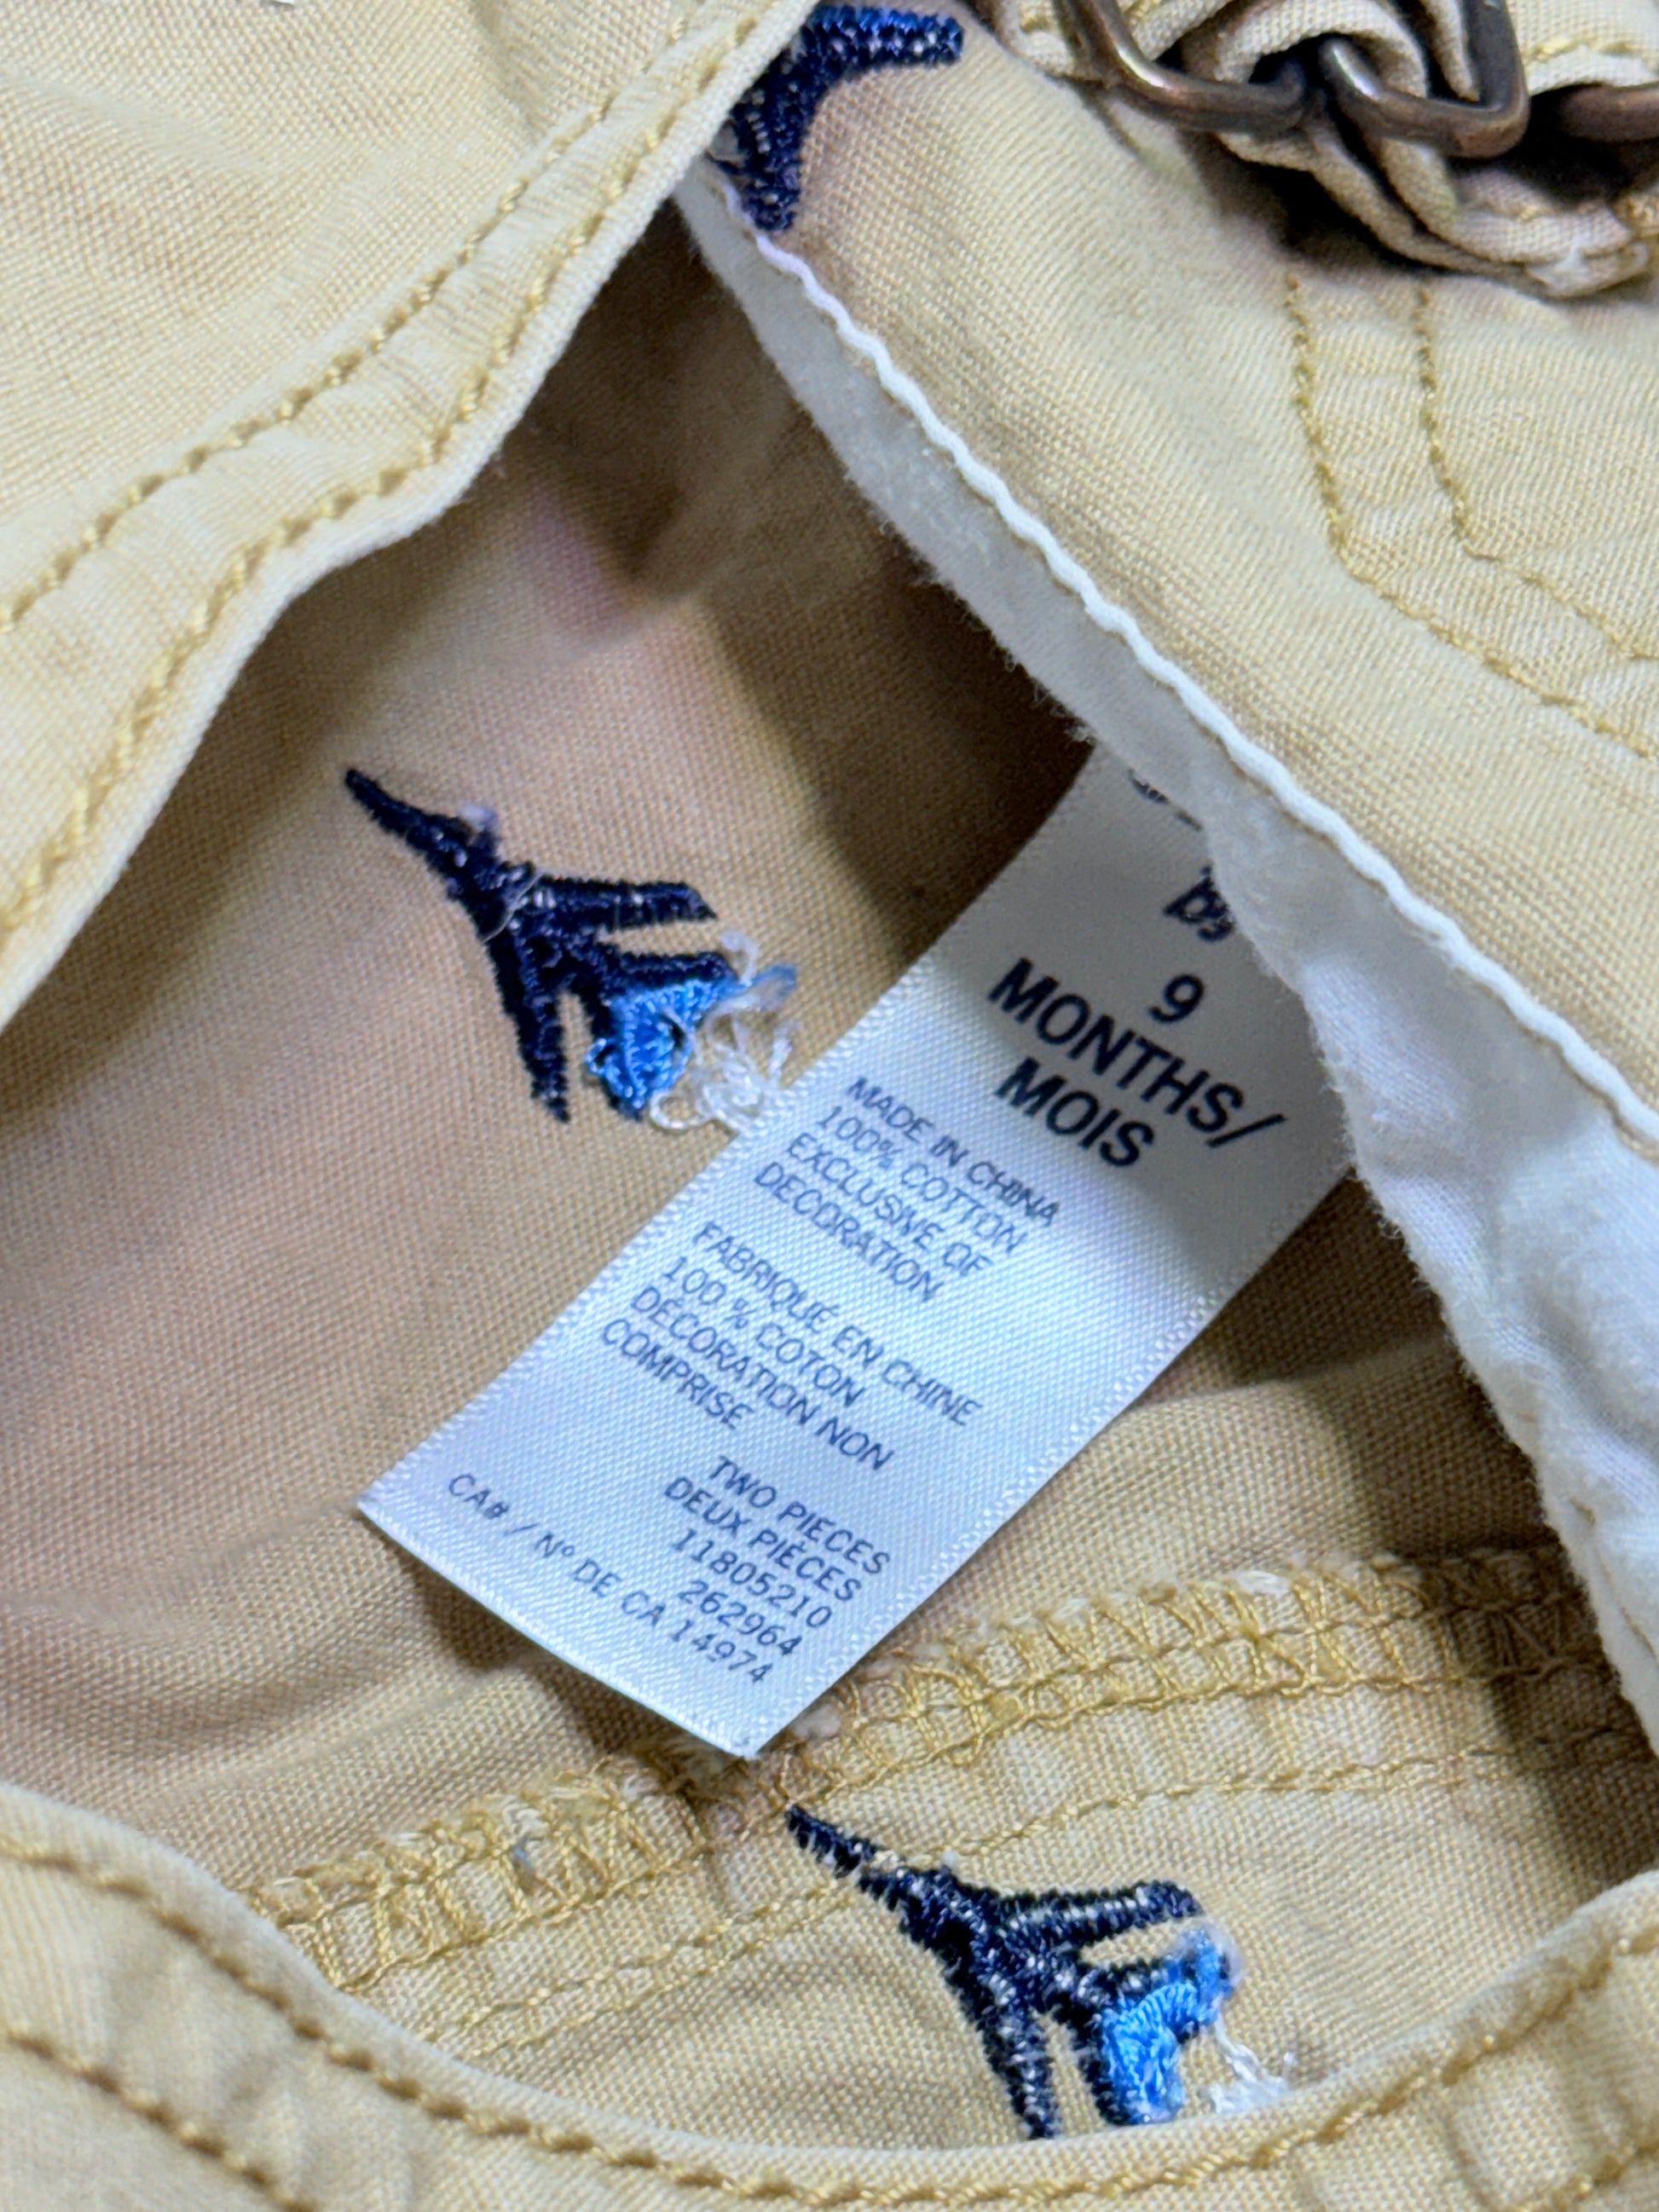 by
9
MONTHS/
MOIS
MADE IN CHINA
100% COTTON
EXCLUSIVE OF
DECORATION
FABRIQUÉ EN CHINE
100 % COTON
DÉCORATION NON
COMPRISE
TWO PIECES
DEUX PIÈCES
11805210
262964
CA# / N° DE CA 14974